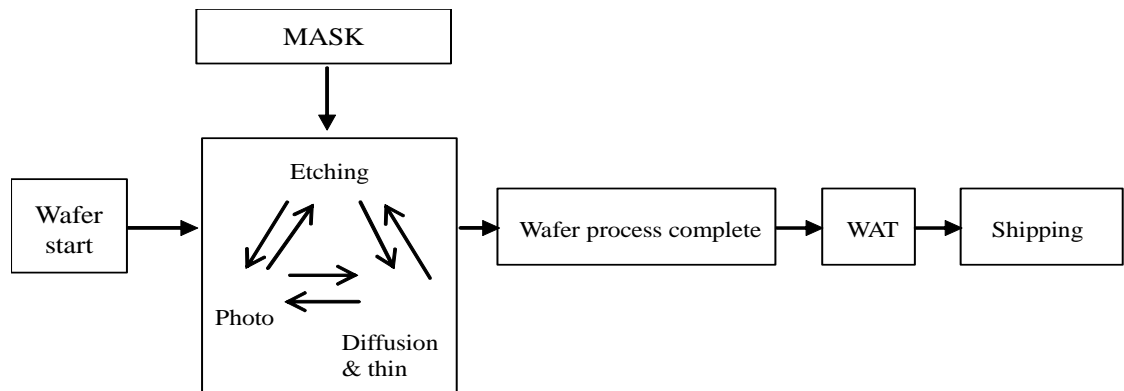 MASK
Etching
Wafer
start
Photo
Diffusion
& thin
Wafer process complete
WAT
Shipping